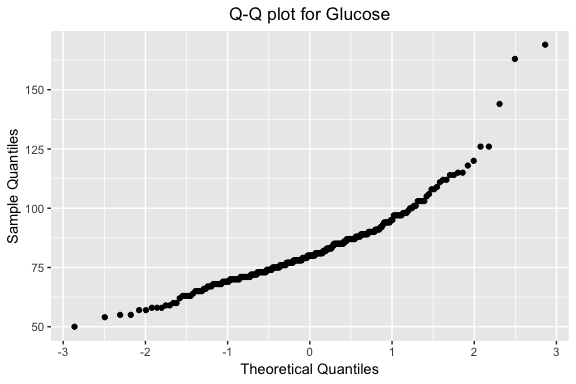 Q-Q plot for Glucose
Sample Quantiles
150
125
100
75
50
-3 -2 -1 0 1 2 3
Theoretical Quantiles